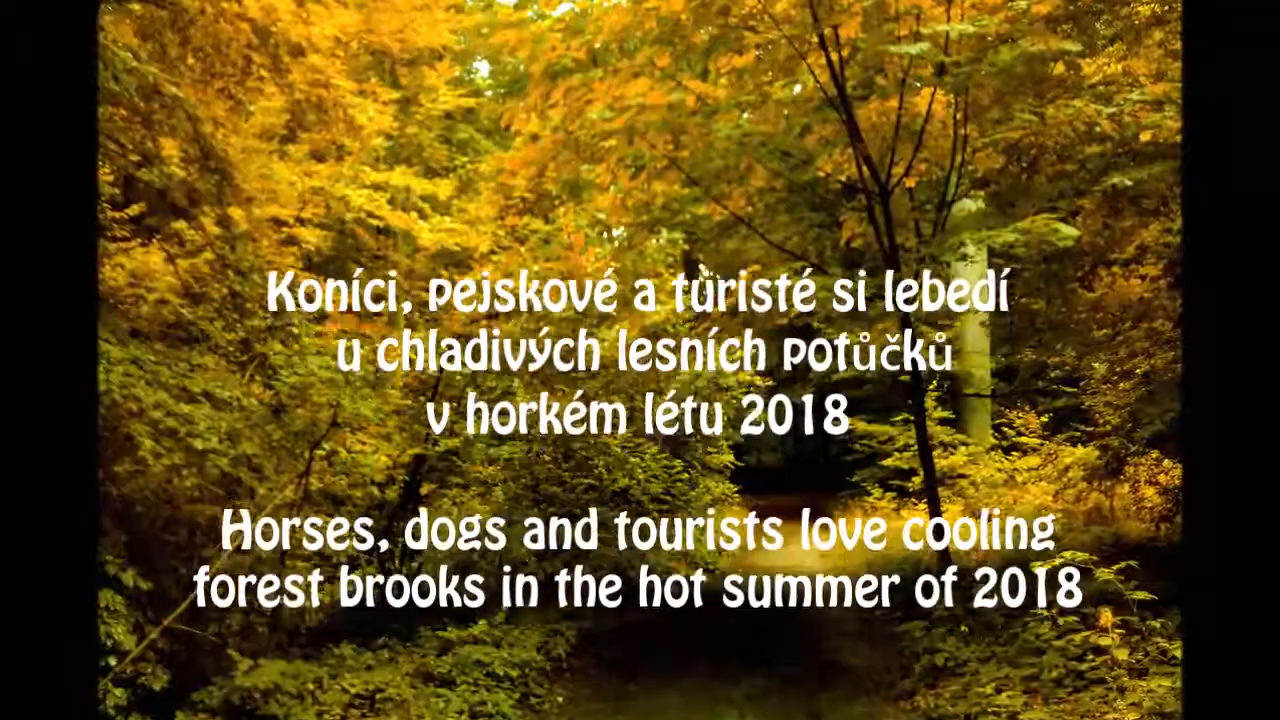 Koníci, pejskové a turisté si lebedí
u chladivých lesních potůčků
v horkém létu 2018
Horses, dogs and tourists love cooling
forest brooks in the hot summer of 2018